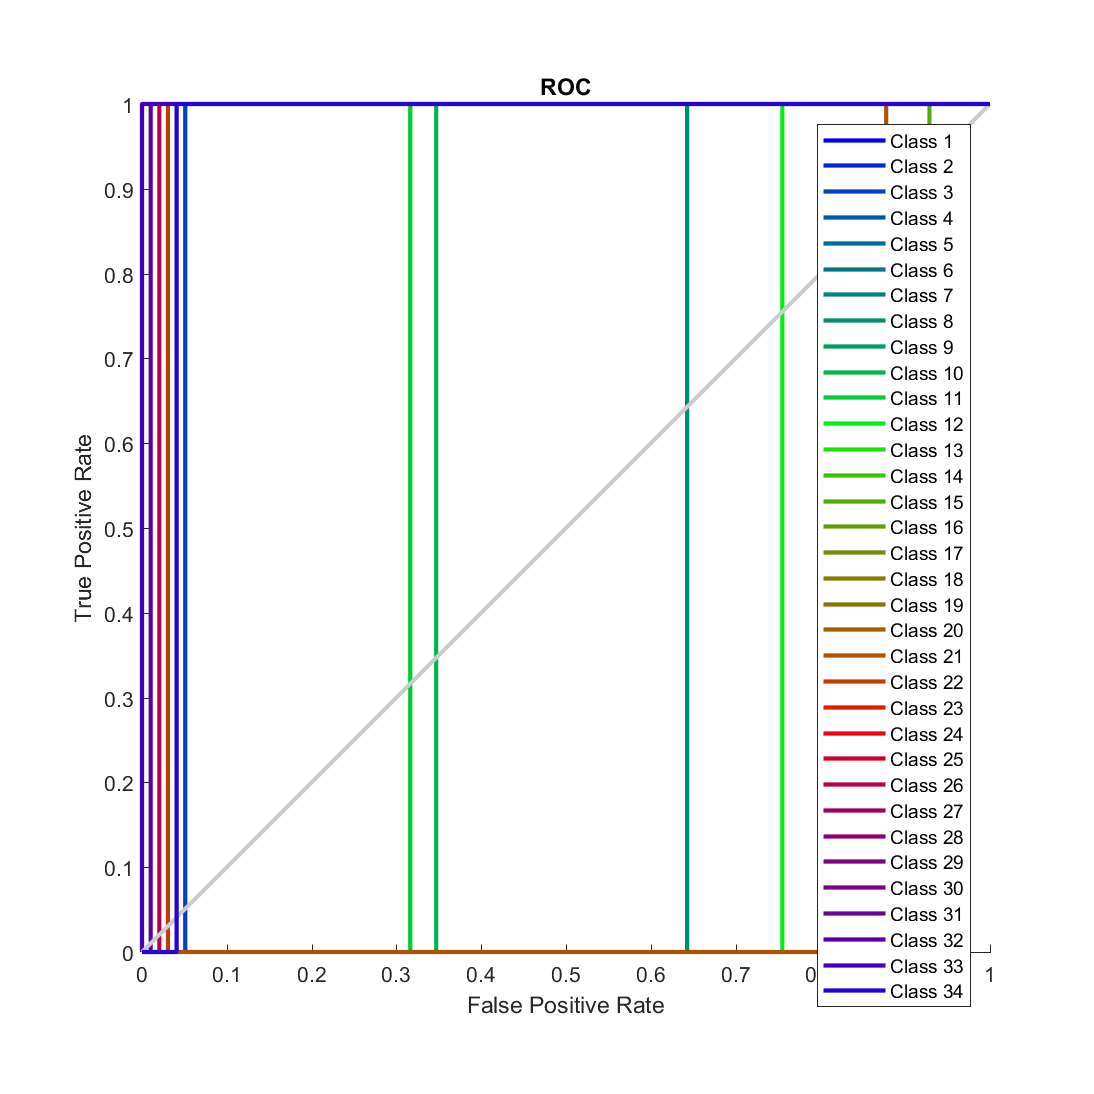 ROC
1
0.9
0.8
0.7
0.6
0.5
0.4
0.3
0.2
0.1
0
True Positive Rate
0 0.1 0.2 0.3 0.4 0.5 0.6 0.7 1
False Positive Rate
Class 1
Class 2
Class 3
Class 4
Class 5
Class 6
Class 7
Class 8
Class 9
Class 10
Class 11
Class 12
Class 13
Class 14
Class 15
Class 16
Class 17
Class 18
Class 19
Class 20
Class 21
Class 22
Class 23
Class 24
Class 25
Class 26
Class 27
Class 28
Class 29
Class 30
Class 31
Class 32
Class 33
Class 34